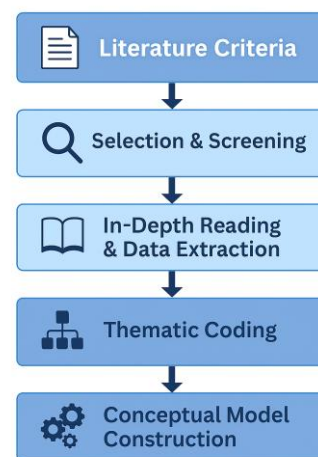 Literature Criteria
Selection & Screening
In-Depth Reading
& Data Extraction
Thematic Coding
Conceptual Model
Construction